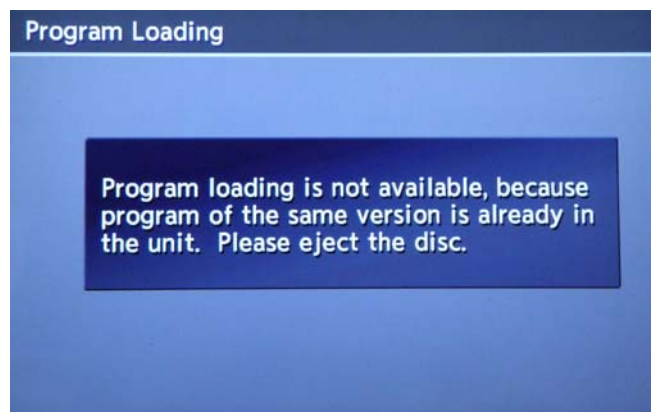 Program Loading
Program loading is not available, because
program of the same version is already in
the unit.  Please eject the disc.